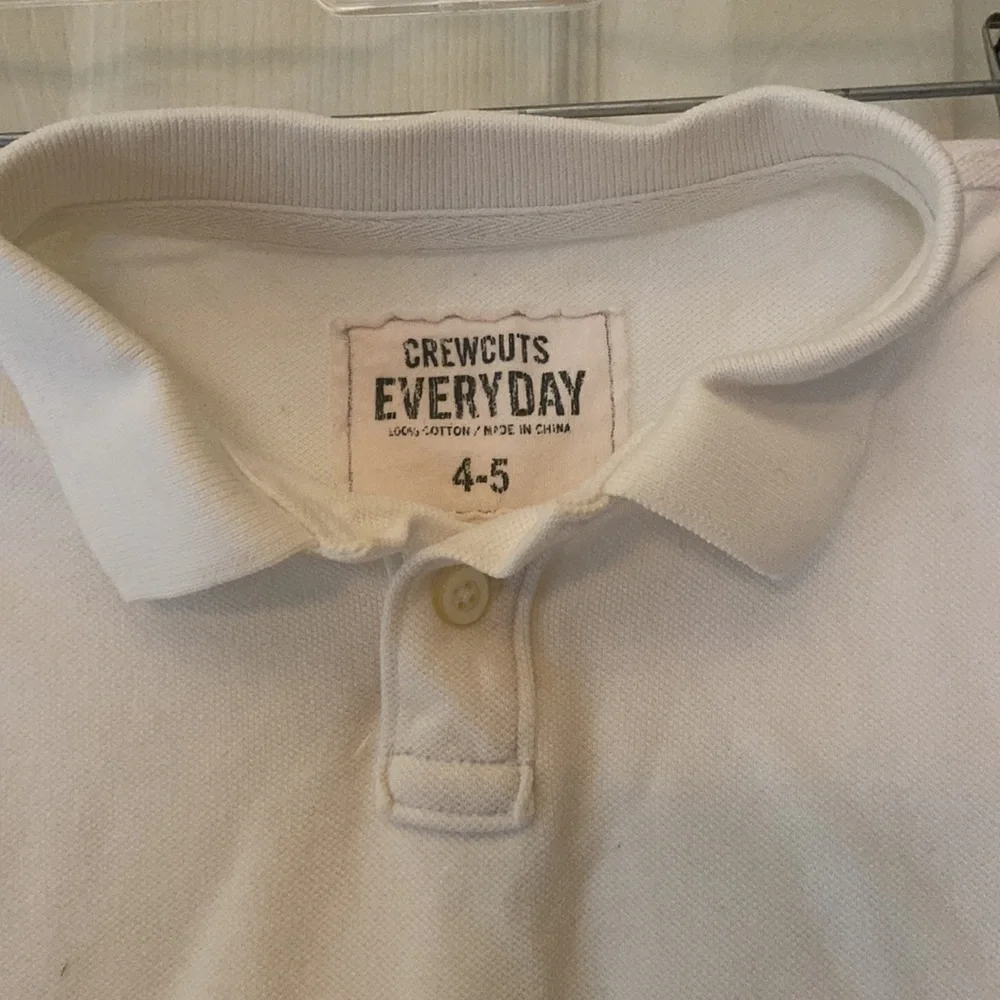 CREWCUTS
EVERYDAY
100% COTTON / MADE IN CHINA
4-5